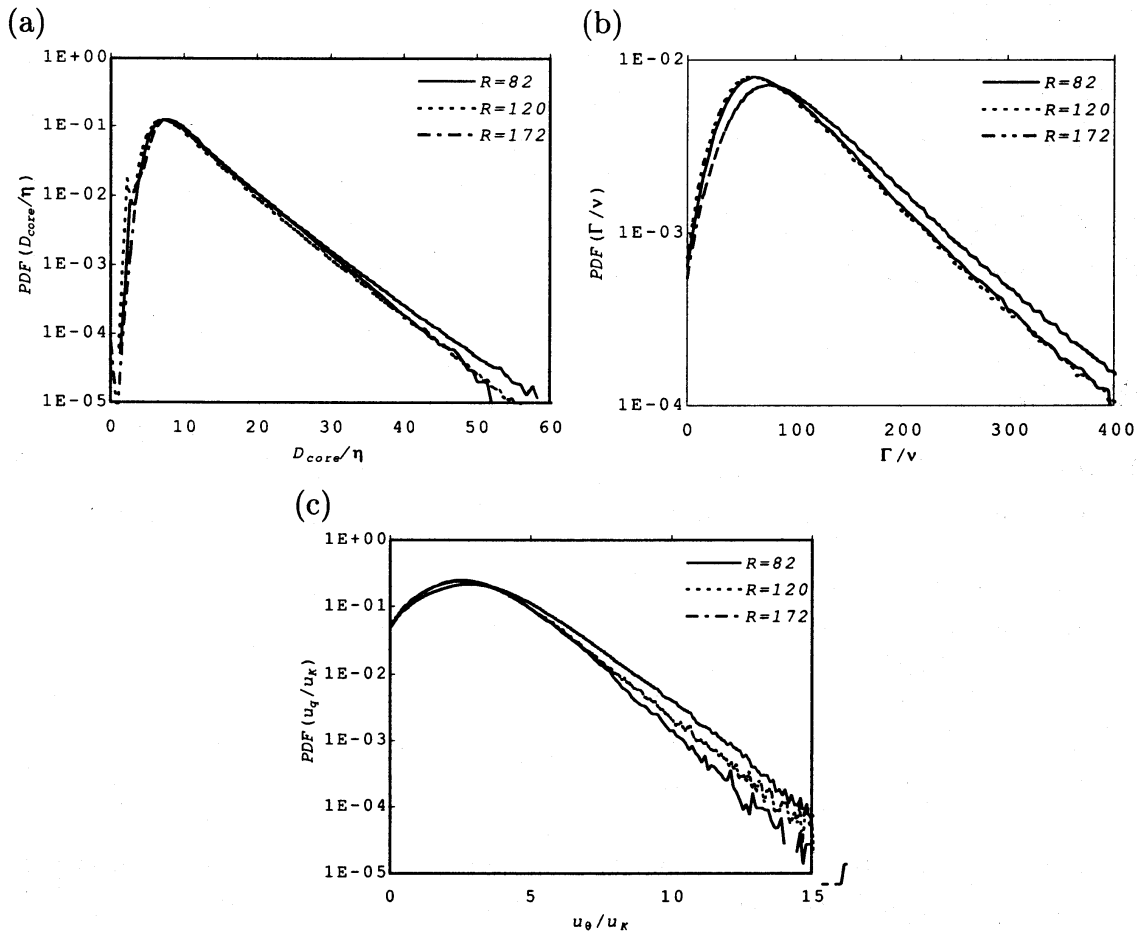 (a)
1E+00
1E-01
1E-02
1E-03
1E-04
1E-05
PDF(D_core/η)
R=82
R=120
R=172
0 10 20 30 40 50 60
D_core/η
(b)
1E-02
1E-03
1E-04
PDF(Γ/ν)
R=82
R=120
R=172
0 100 200 300 400
Γ/ν
(c)
1E+00
1E-01
1E-02
1E-03
1E-04
1E-05
PDF(u_q/u_K)
R=82
R=120
R=172
0 5 10 15
u_θ/u_K